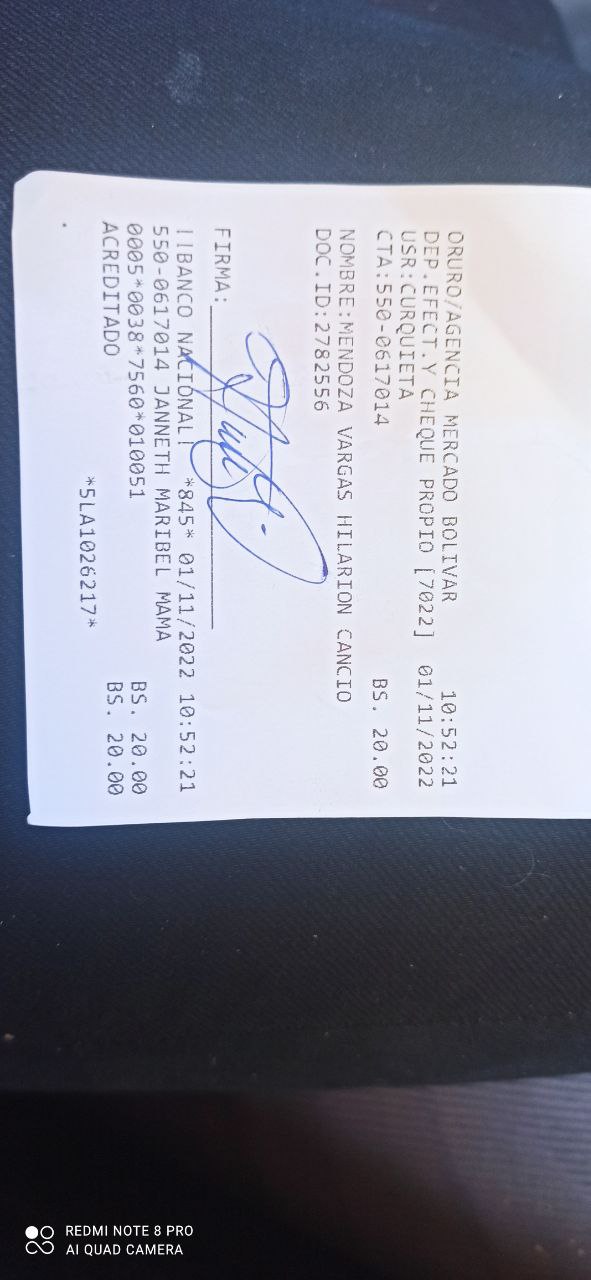 ORURO/AGENCIA MERCADO BOLIVAR 10:52:21
DEP.EFECT.Y CHEQUE PROPIO [7022] 01/11/2022
USR:CURQUIETA
CTA:550-0617014 BS. 20.00
NOMBRE:MENDOZA VARGAS HILARION CANCIO
DOC.ID:2782556
FIRMA:
||BANCO NACIONAL| *845* 01/11/2022 10:52:21
550-0617014 JANNETH MARIBEL MAMA
0005*0038*7560*010051 BS. 20.00
ACREDITADO BS. 20.00
*5LA1026217*
REDMI NOTE 8 PRO
AI QUAD CAMERA